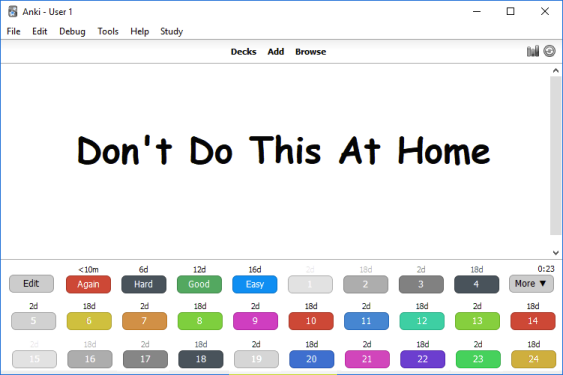 Anki - User 1
File Edit Debug Tools Help Study
Decks Add Browse
Don't Do This At Home
<10m 6d 12d 16d 2d 18d 2d 18d 0:23
Edit Again Hard Good Easy 1 2 3 4 More ▼
2d 18d 2d 18d 2d 18d 2d 18d 2d 18d
5 6 7 8 9 10 11 12 13 14
2d 18d 2d 18d 2d 18d 2d 18d 2d 18d
15 16 17 18 19 20 21 22 23 24